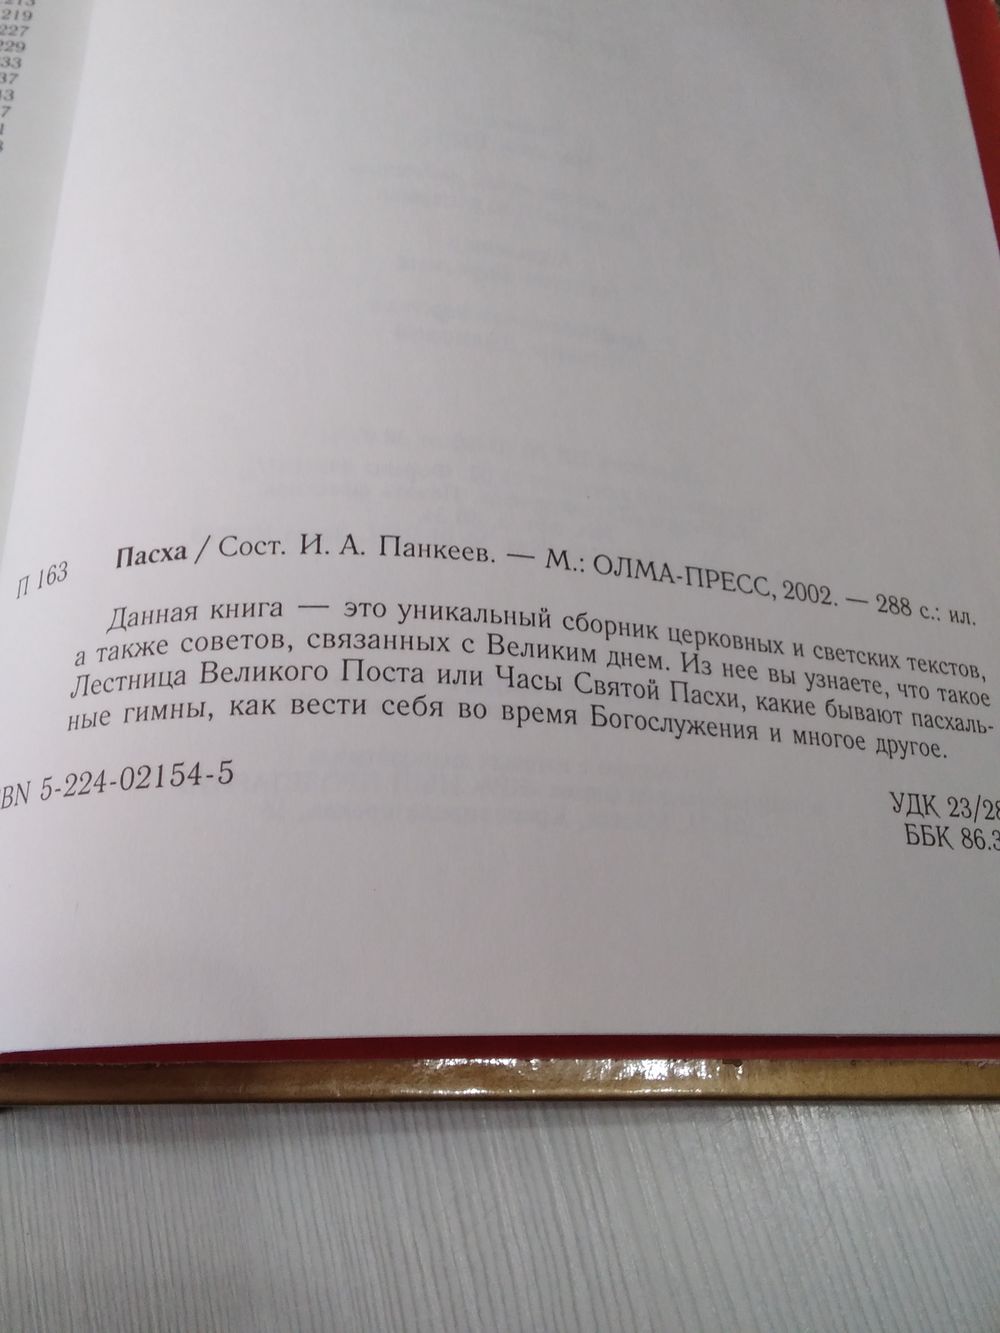 219
227
229
П 163
Пасха / Сост. И. А. Панкеев. — М.: ОЛМА-ПРЕСС, 2002. — 288 с.: ил.
Данная книга — это уникальный сборник церковных и светских текстов,
а также советов, связанных с Великим днем. Из нее вы узнаете, что такое
Лестница Великого Поста или Часы Святой Пасхи, какие бывают пасхаль-
ные гимны, как вести себя во время Богослужения и многое другое.
BN 5-224-02154-5
УДК 23/28
ББК 86.3